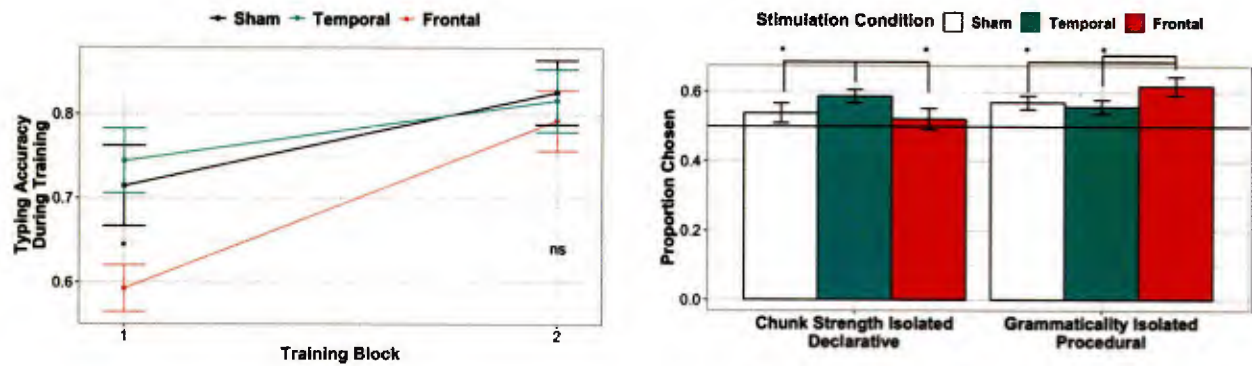 Sham Temporal Frontal
Typing Accuracy
During Training
0.8
0.7
0.6
*
ns
1 2
Training Block
Stimulation Condition Sham Temporal Frontal
* * * *
Proportion Chosen
0.6
0.4
0.2
0.0
Chunk Strength Isolated
Declarative
Grammaticality Isolated
Procedural